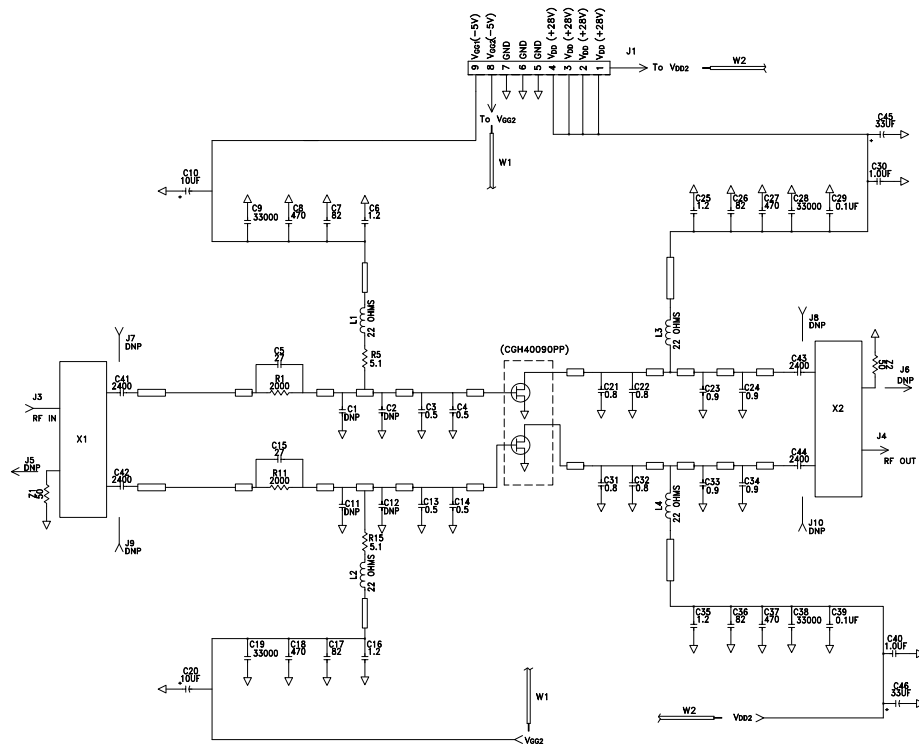 9 VGG1(-5V)
8 VGG2(-5V)
7 GND
6 GND
5 GND
4 VDD (+28V)
3 VDD (+28V)
2 VDD (+28V)
1 VDD (+28V)
J1
To VDD2
W2
To VGG2
W1
C45
33UF
+
C30
1.0UF
C10
10UF
+
C9
33000
C8
470
C7
82
C6
1.2
C25
1.2
C26
82
C27
470
C28
33000
C29
0.1UF
L1
22 OHMS
R5
5.1
L3
22 OHMS
(CGH40090PP)
J7
DNP
J8
DNP
C41
2400
C5
27
R1
2000
C1
DNP
C2
DNP
C3
0.5
C4
0.5
C21
0.8
C22
0.8
C23
0.9
C24
0.9
C43
2400
Z2
50
J6
DNP
J3
RF IN
X1
X2
J4
RF OUT
J5
DNP
Z1
50
C42
2400
C15
27
R11
2000
C11
DNP
C12
DNP
C13
0.5
C14
0.5
C31
0.8
C32
0.8
C33
0.9
C34
0.9
C44
2400
J9
DNP
J10
DNP
R15
5.1
L2
22 OHMS
L4
22 OHMS
C19
33000
C18
470
C17
82
C16
1.2
C35
1.2
C36
82
C37
470
C38
33000
C39
0.1UF
C40
1.0UF
C20
10UF
+
C46
33UF
+
W1
VGG2
W2
VDD2